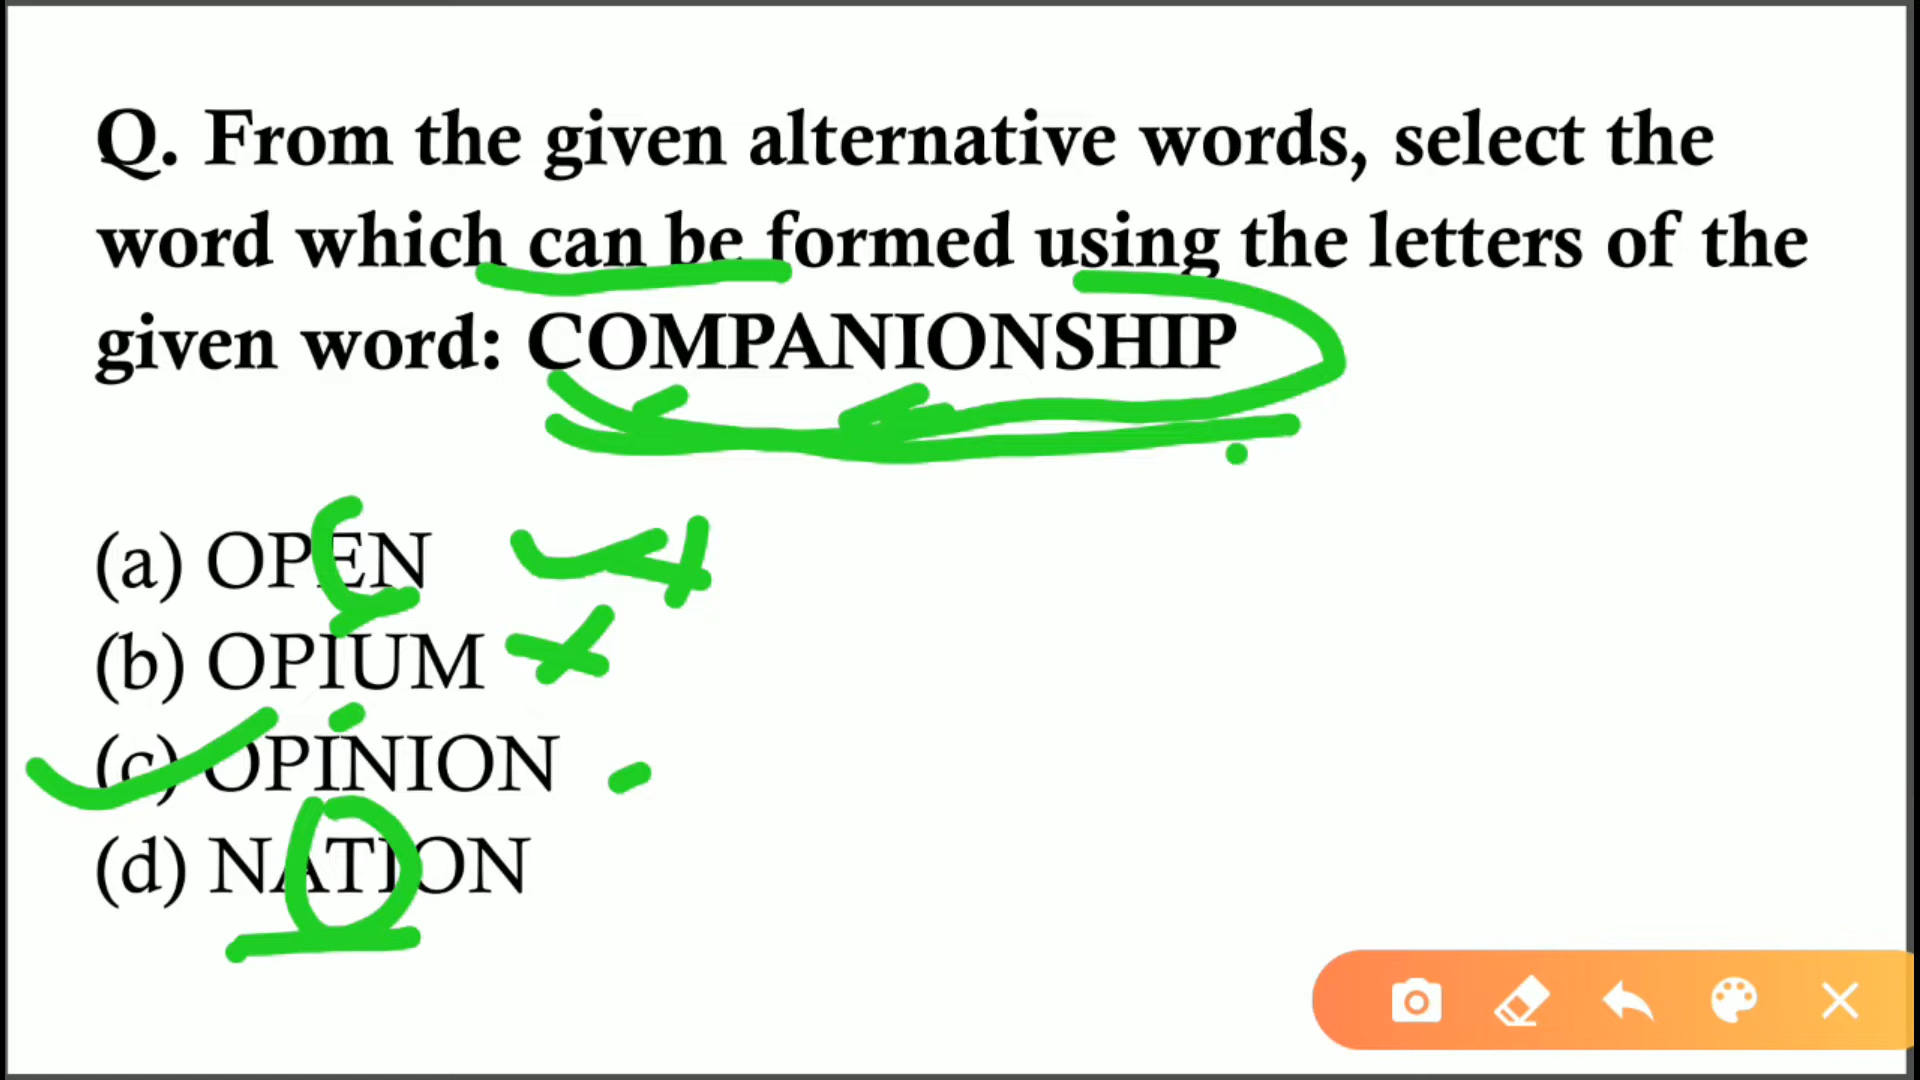 Q. From the given alternative words, select the
word which can be formed using the letters of the
given word: COMPANIONSHIP
(a) OPEN
(b) OPIUM
(c) OPINION
(d) NATION